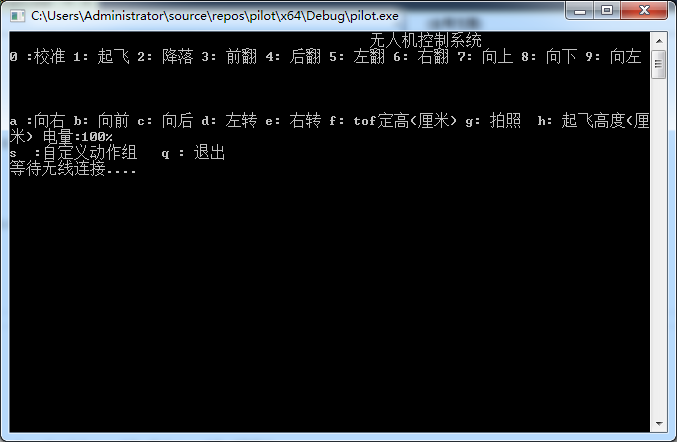 C:\Users\Administrator\source\repos\pilot\x64\Debug\pilot.exe
无人机控制系统
0 :校准 1: 起飞 2: 降落 3: 前翻 4: 后翻 5: 左翻 6: 右翻 7: 向上 8: 向下 9: 向左
a :向右 b: 向前 c: 向后 d: 左转 e: 右转 f: tof定高(厘米) g: 拍照  h: 起飞高度(厘
米) 电量:100%
s  :自定义动作组   q : 退出
等待无线连接....